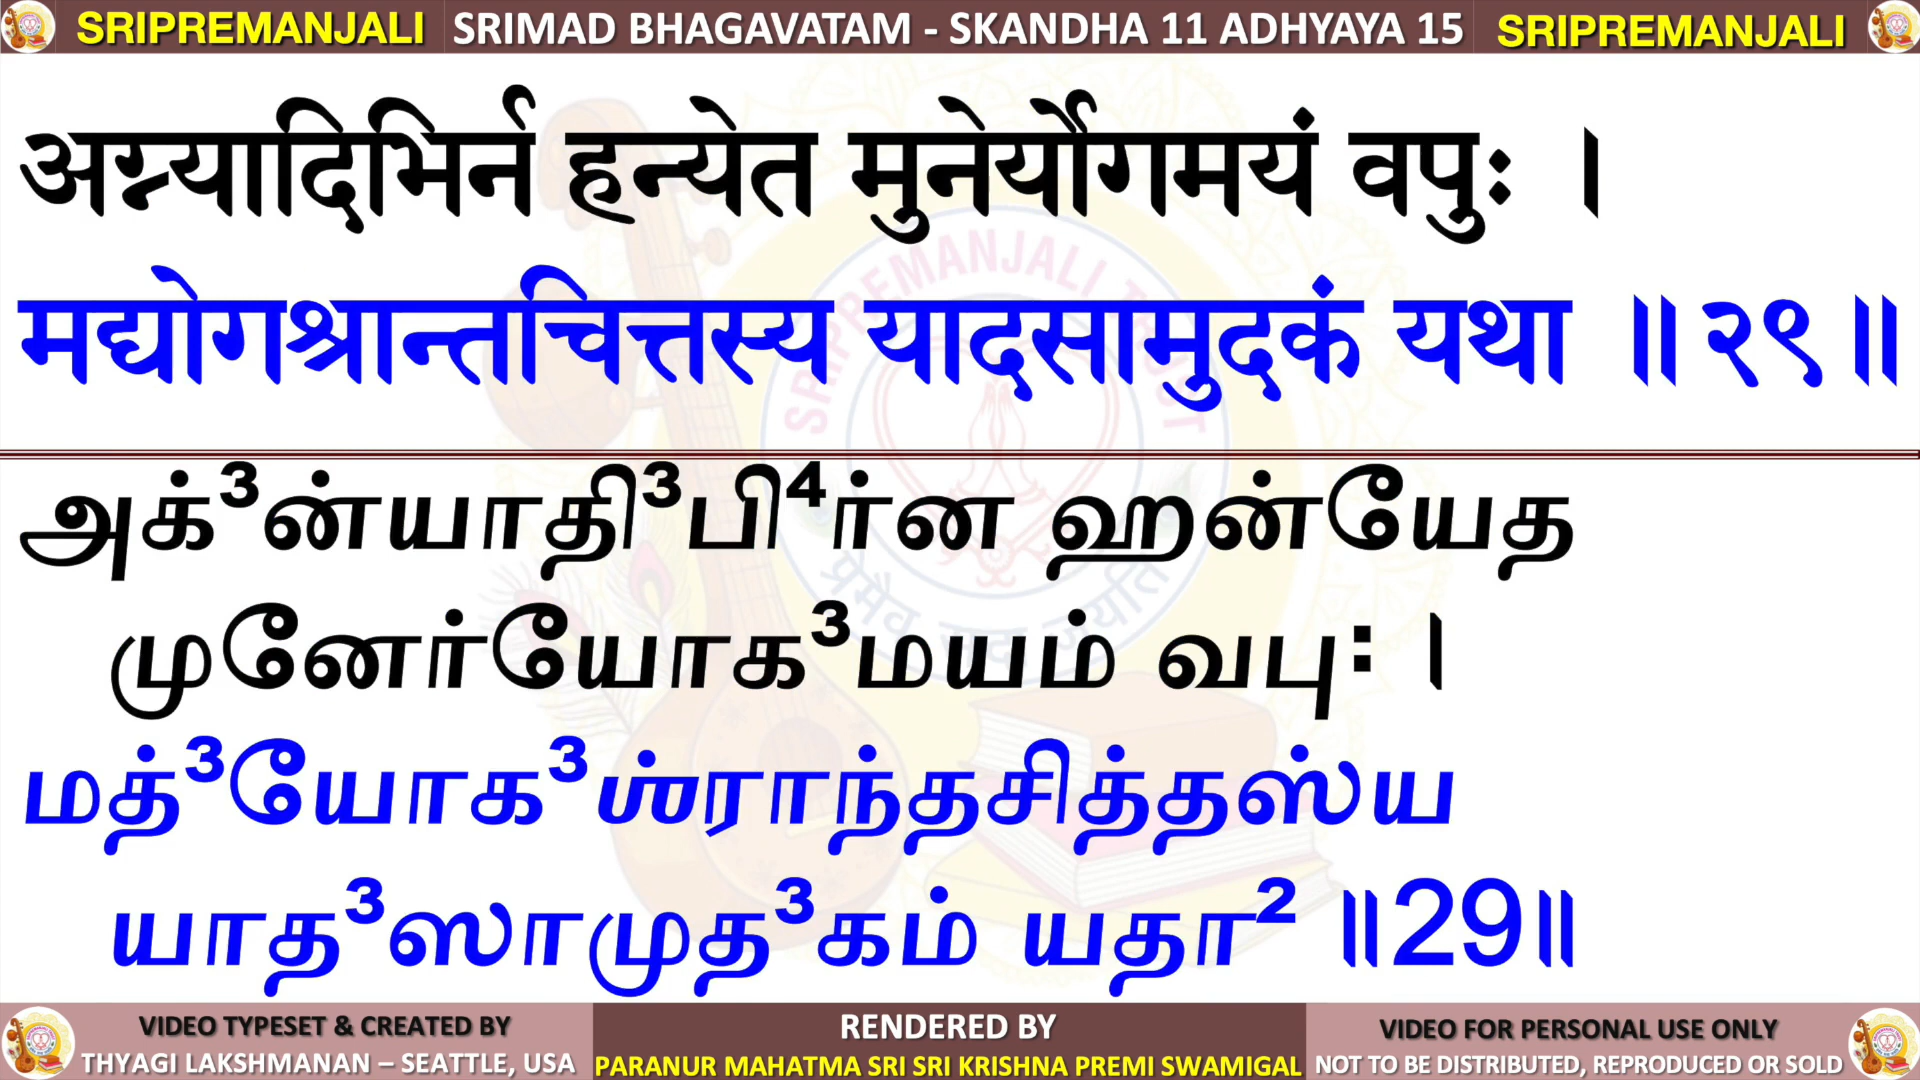 SRIPREMANJALI SRIMAD BHAGAVATAM - SKANDHA 11 ADHYAYA 15 SRIPREMANJALI
अग्न्यादिभिर्न हन्येत मुनेर्योगमयं वपुः ।
मद्योगश्रान्तचित्तस्य यादसामुदकं यथा ॥२९॥
SRIPREMANJALI TRUST
प्रेमैव
जयति
அக்³ன்யாதி³பி⁴ர்ன ஹன்யேத
முனேர்யோக³மயம் வபு: ।
மத்³யோக³ஶ்ராந்தசித்தஸ்ய
யாத³ஸாமுத³கம் யதா² ॥29॥
VIDEO TYPESET & CREATED BY
THYAGI LAKSHMANAN – SEATTLE, USA
RENDERED BY
PARANUR MAHATMA SRI SRI KRISHNA PREMI SWAMIGAL
VIDEO FOR PERSONAL USE ONLY
NOT TO BE DISTRIBUTED, REPRODUCED OR SOLD